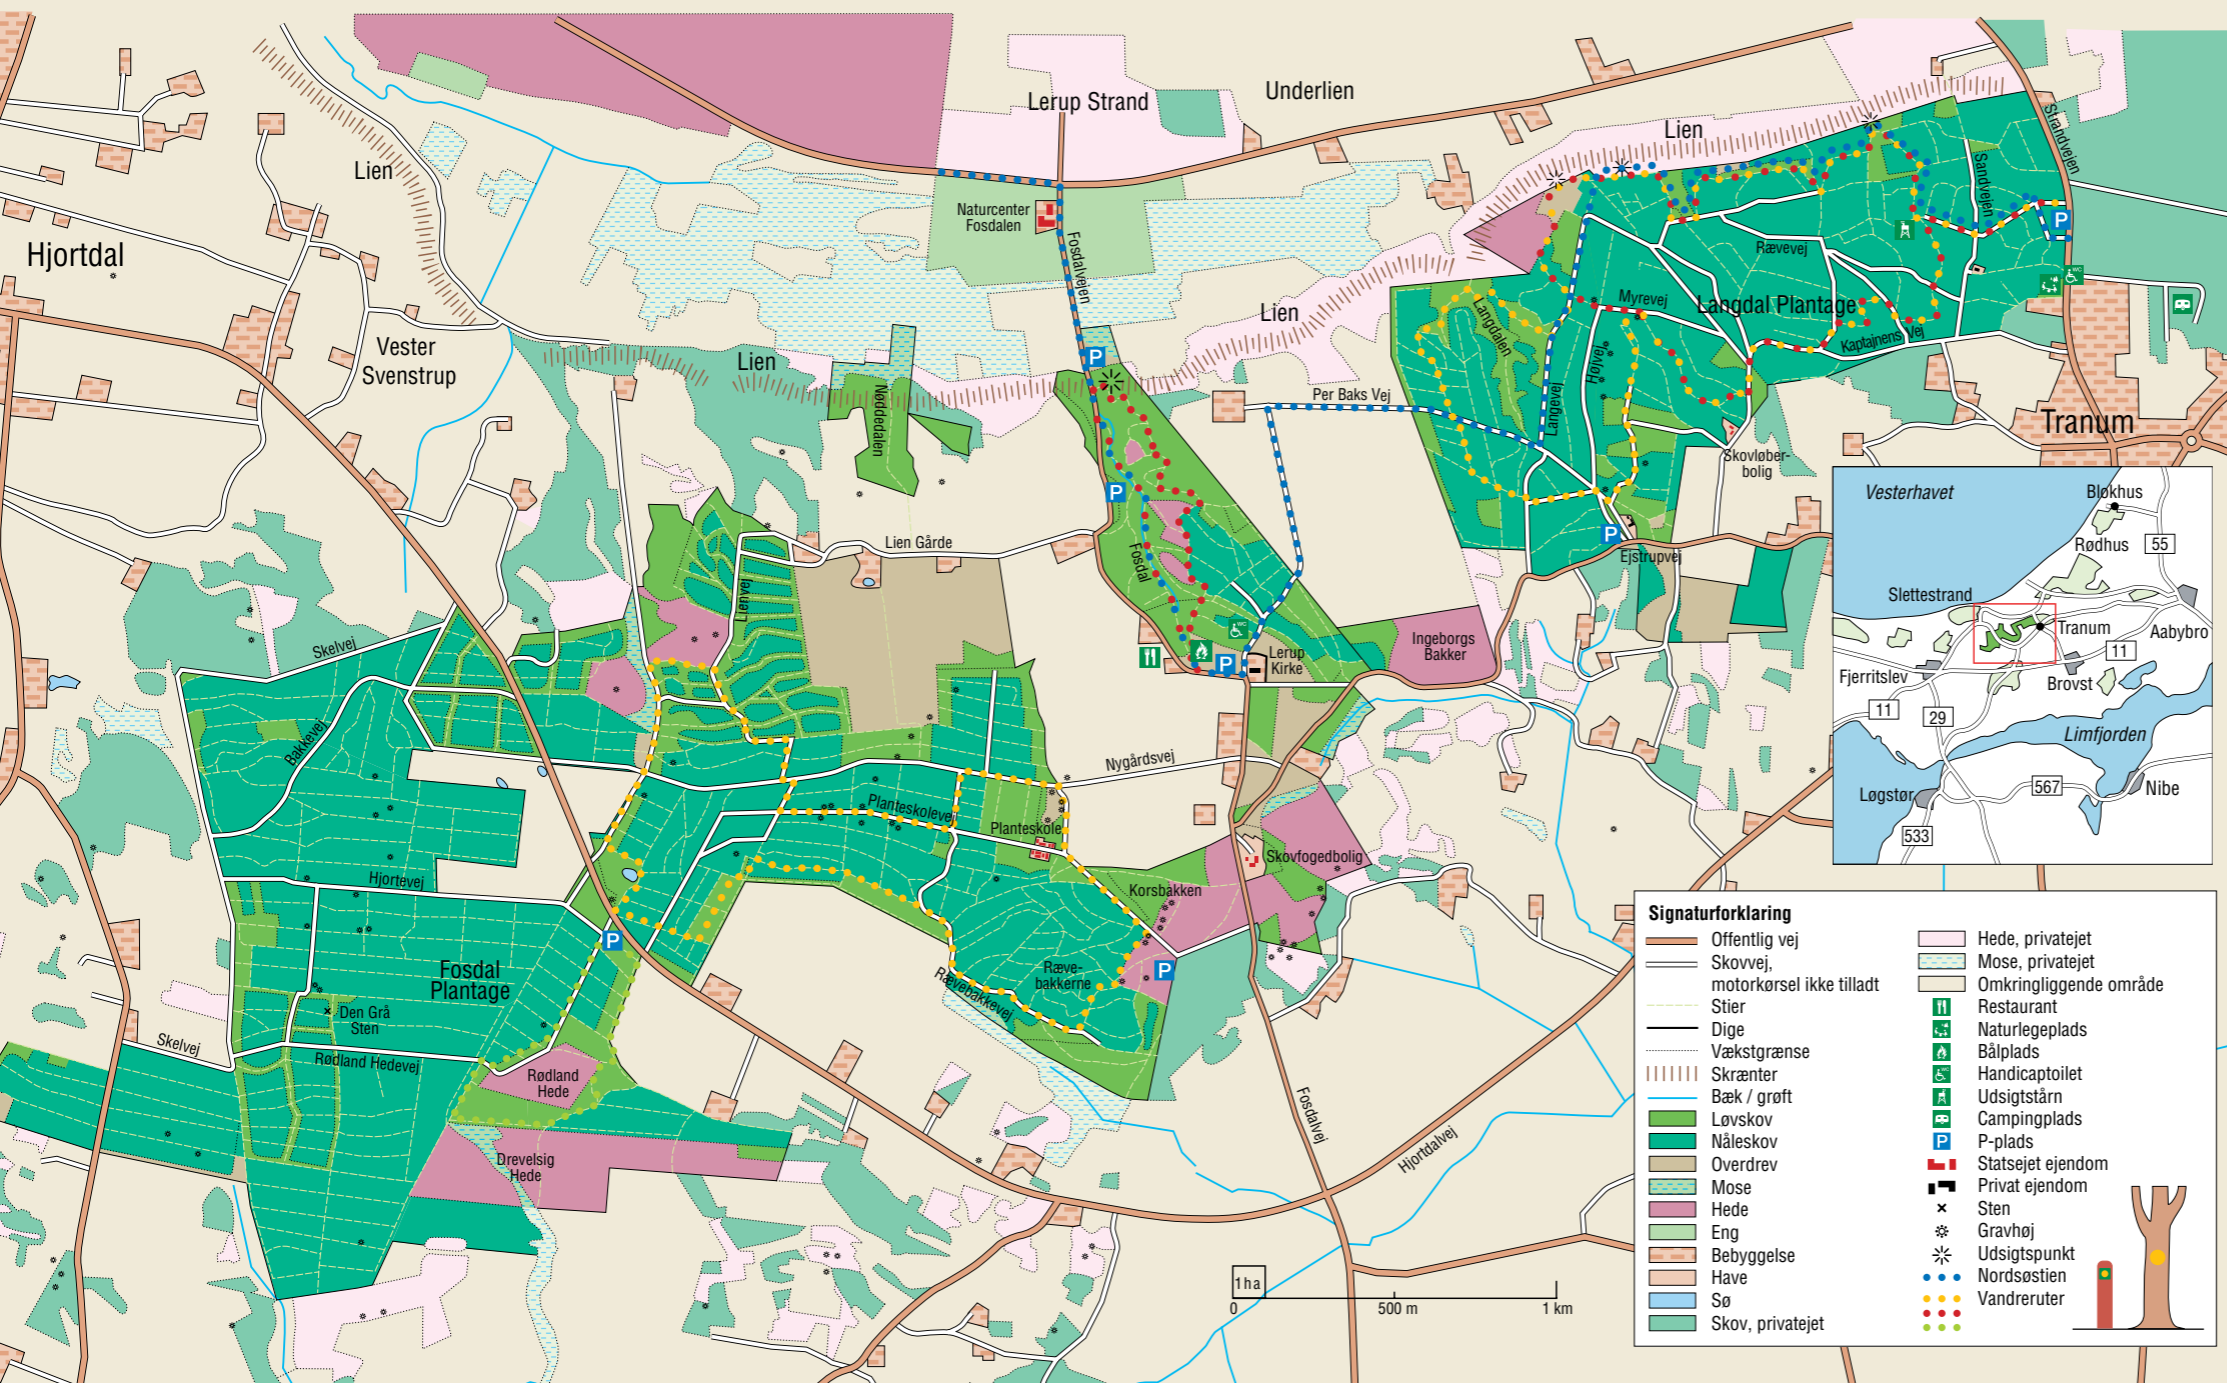 Lerup Strand
Underlien
Lien
Strandvejen
Lien
Sandvejen
Naturcenter
Fosdalen
Fosdalvejen
P
Hjortdal
Rævevej
WC
Myrevej
Langdal Plantage
Lien
Langdalen
Kaptajnens Vej
Højvej
Vester
Svenstrup
Lien
P
Nøddedalen
Per Baks Vej
Langevej
Tranum
Skovløber-
bolig
P
Lien Gårde
P
Ejstrupvej
Fosdal
Lienvej
WC
Skelvej
Ingeborgs
Bakker
Lerup
Kirke
P
Bakkevej
Nygårdsvej
Planteskolevej
Planteskole
Skovfogedbolig
Hjortevej
Korsbakken
P
Fosdal
Plantage
Ræve-
bakkerne
P
Rævebakkevej
Den Grå
Sten
Skelvej
Rødland Hedevej
Rødland
Hede
Fosdalvej
Hjortdalvej
Drevelsig
Hede
1 ha
0
500 m
1 km
Vesterhavet
Blokhus
Rødhus
55
Slettestrand
Tranum
Aabybro
11
Fjerritslev
Brovst
11
29
Limfjorden
Løgstør
567
Nibe
533
Signaturforklaring
Offentlig vej
Skovvej,
motorkørsel ikke tilladt
Stier
Dige
Vækstgrænse
Skrænter
Bæk / grøft
Løvskov
Nåleskov
Overdrev
Mose
Hede
Eng
Bebyggelse
Have
Sø
Skov, privatejet
Hede, privatejet
Mose, privatejet
Omkringliggende område
Restaurant
Naturlegeplads
Bålplads
WC
Handicaptoilet
Udsigtstårn
Campingplads
P
P-plads
Statsejet ejendom
Privat ejendom
Sten
Gravhøj
Udsigtspunkt
Nordsøstien
Vandreruter